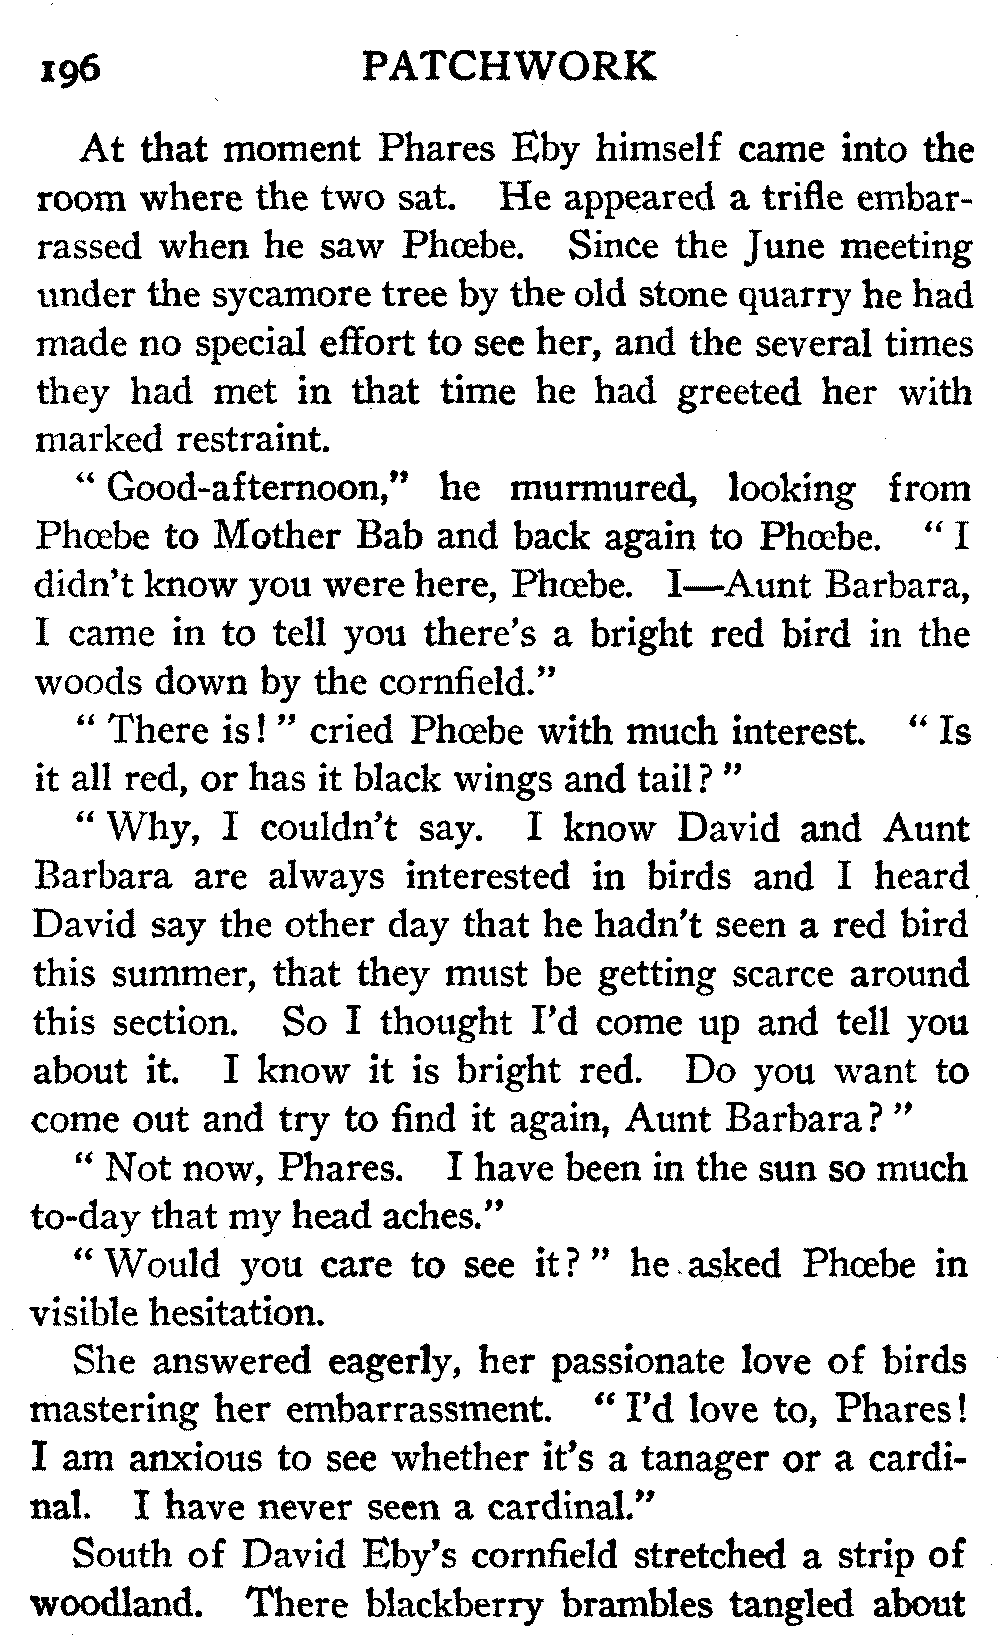 196 PATCHWORK
At that moment Phares Eby himself came into the
room where the two sat. He appeared a trifle embar-
rassed when he saw Phœbe. Since the June meeting
under the sycamore tree by the old stone quarry he had
made no special effort to see her, and the several times
they had met in that time he had greeted her with
marked restraint.
“ Good-afternoon,” he murmured, looking from
Phœbe to Mother Bab and back again to Phœbe. “ I
didn’t know you were here, Phœbe. I—Aunt Barbara,
I came in to tell you there’s a bright red bird in the
woods down by the cornfield.”
“ There is! ” cried Phœbe with much interest. “ Is
it all red, or has it black wings and tail? ”
“ Why, I couldn’t say. I know David and Aunt
Barbara are always interested in birds and I heard
David say the other day that he hadn’t seen a red bird
this summer, that they must be getting scarce around
this section. So I thought I’d come up and tell you
about it. I know it is bright red. Do you want to
come out and try to find it again, Aunt Barbara? ”
“ Not now, Phares. I have been in the sun so much
to-day that my head aches.”
“ Would you care to see it? ” he asked Phœbe in
visible hesitation.
She answered eagerly, her passionate love of birds
mastering her embarrassment. “ I’d love to, Phares!
I am anxious to see whether it’s a tanager or a cardi-
nal. I have never seen a cardinal.”
South of David Eby’s cornfield stretched a strip of
woodland. There blackberry brambles tangled about